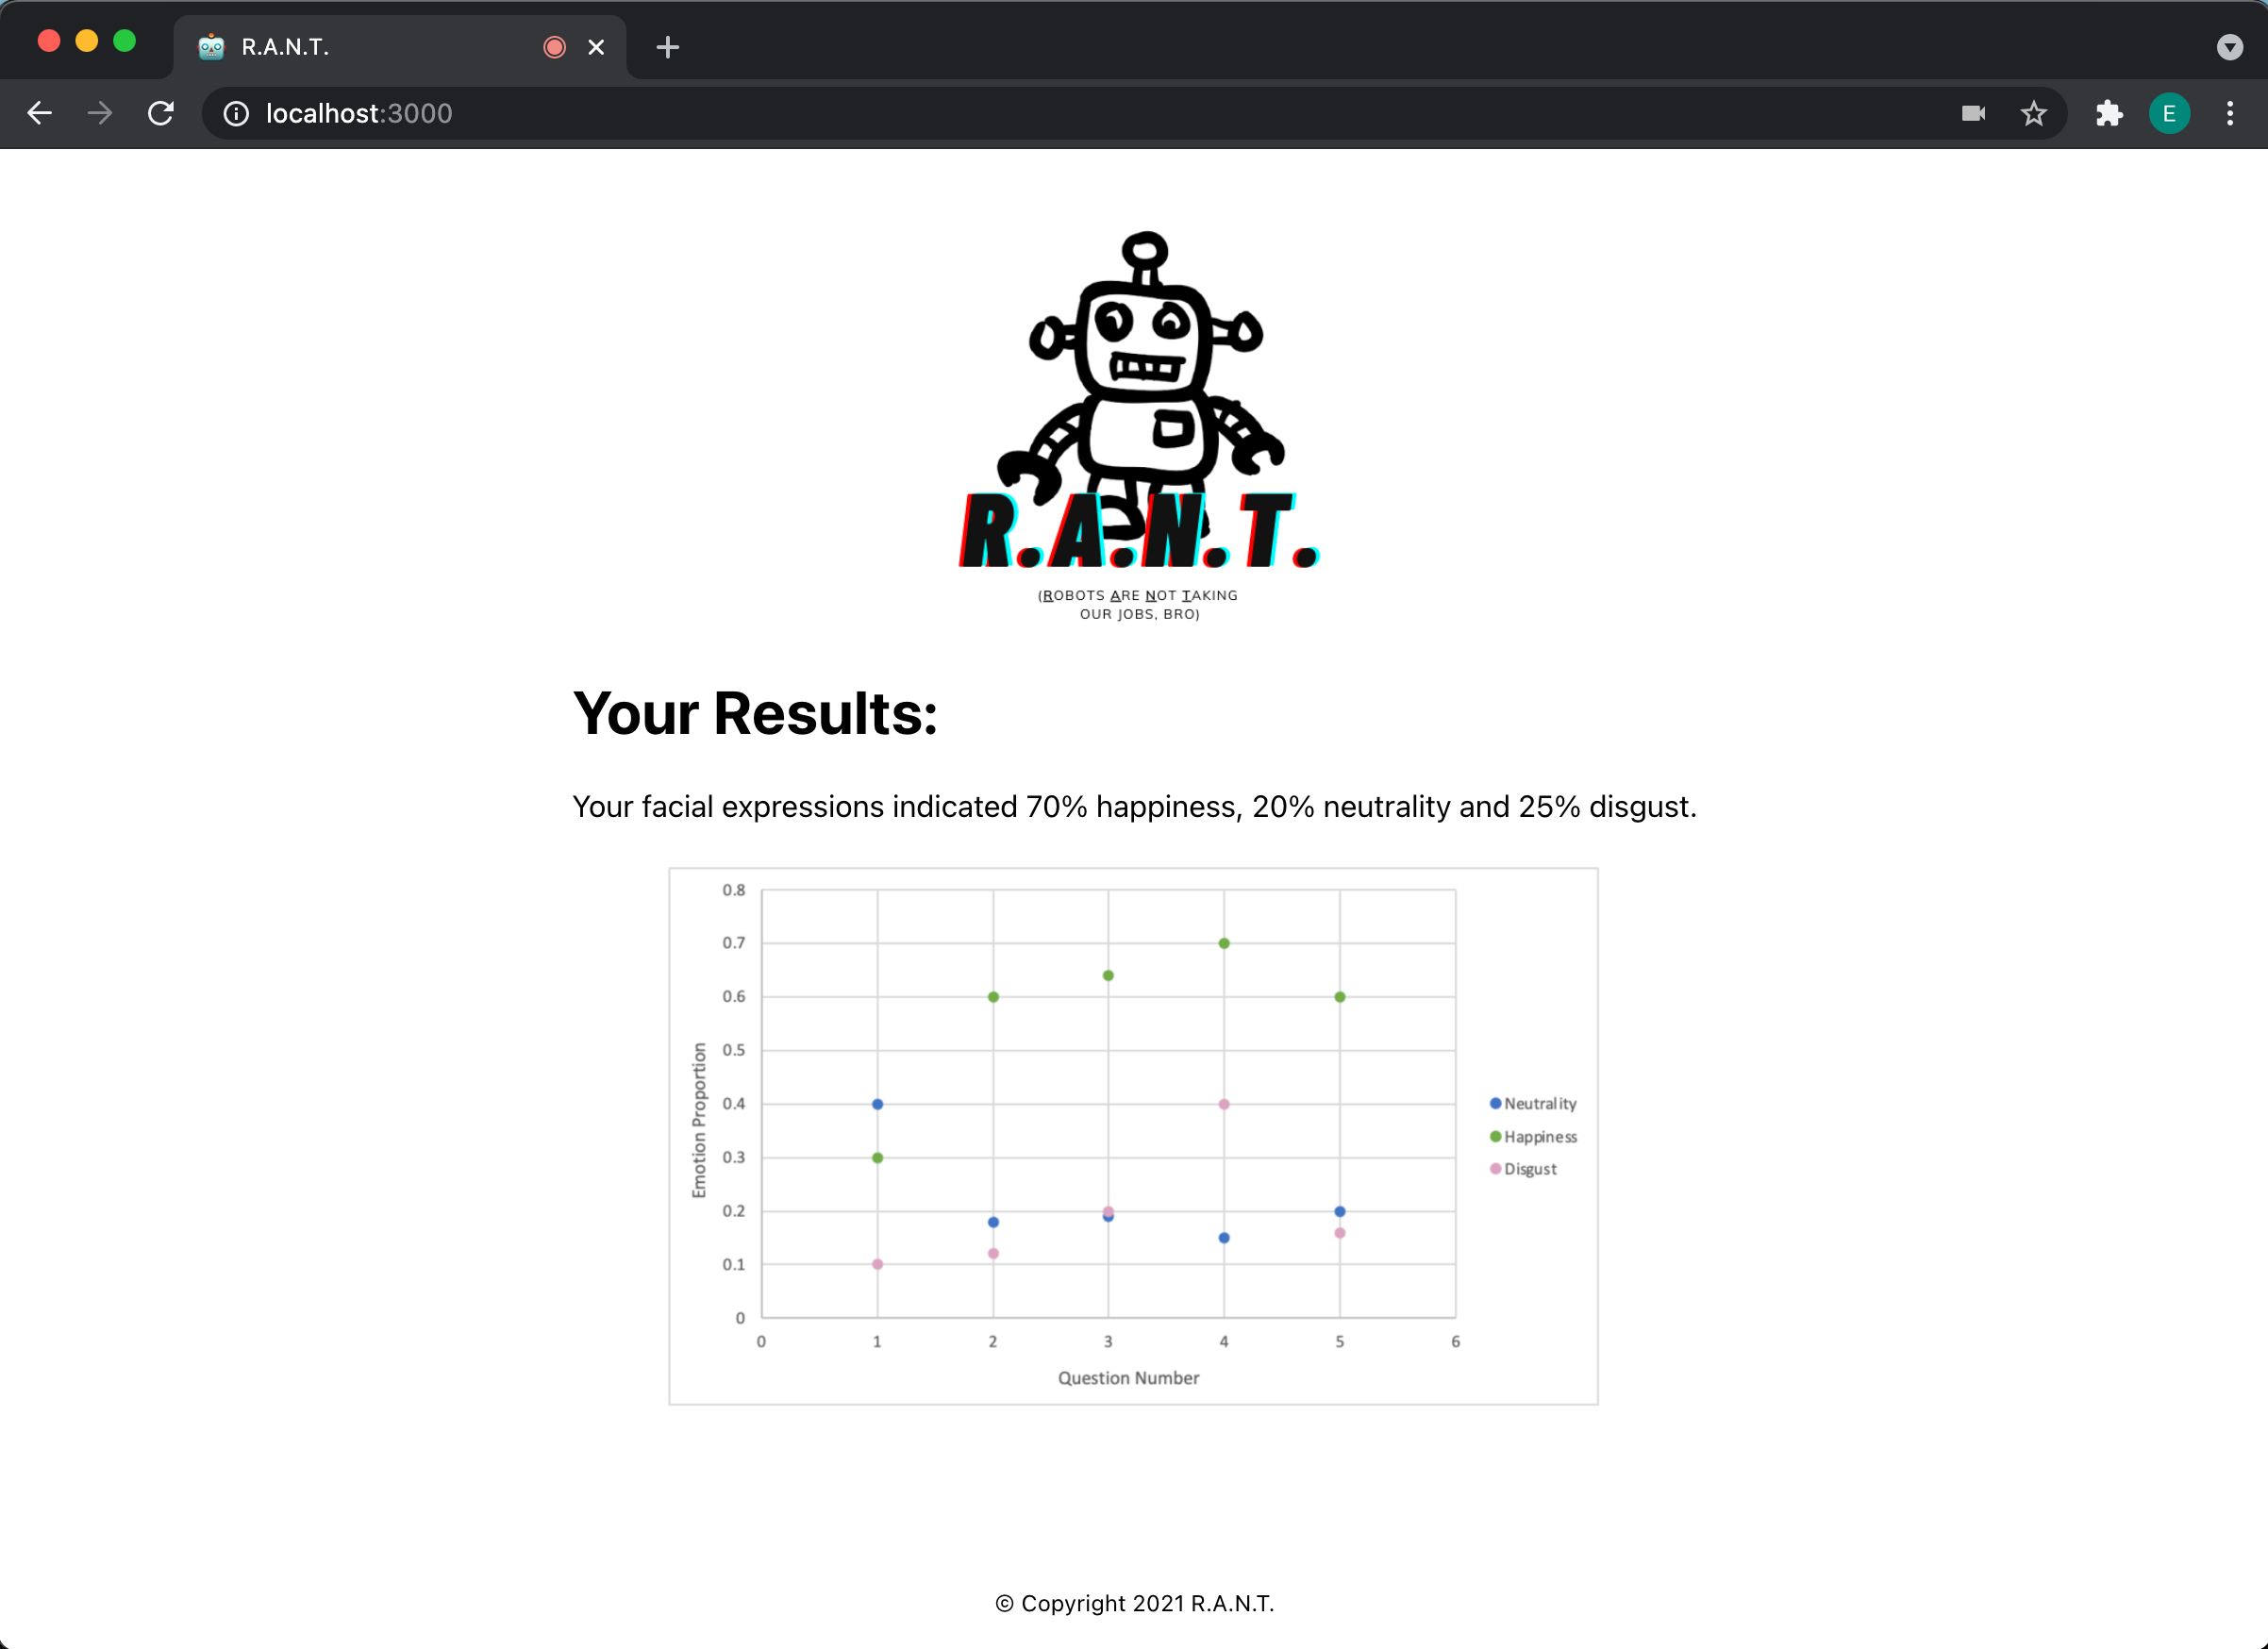 R.A.N.T.
localhost:3000
E
R.A.N.T.
(ROBOTS ARE NOT TAKING
OUR JOBS, BRO)
Your Results:
Your facial expressions indicated 70% happiness, 20% neutrality and 25% disgust.
0.8
0.7
0.6
0.5
0.4
0.3
0.2
0.1
0
Emotion Proportion
0 1 2 3 4 5 6
Question Number
Neutrality
Happiness
Disgust
© Copyright 2021 R.A.N.T.